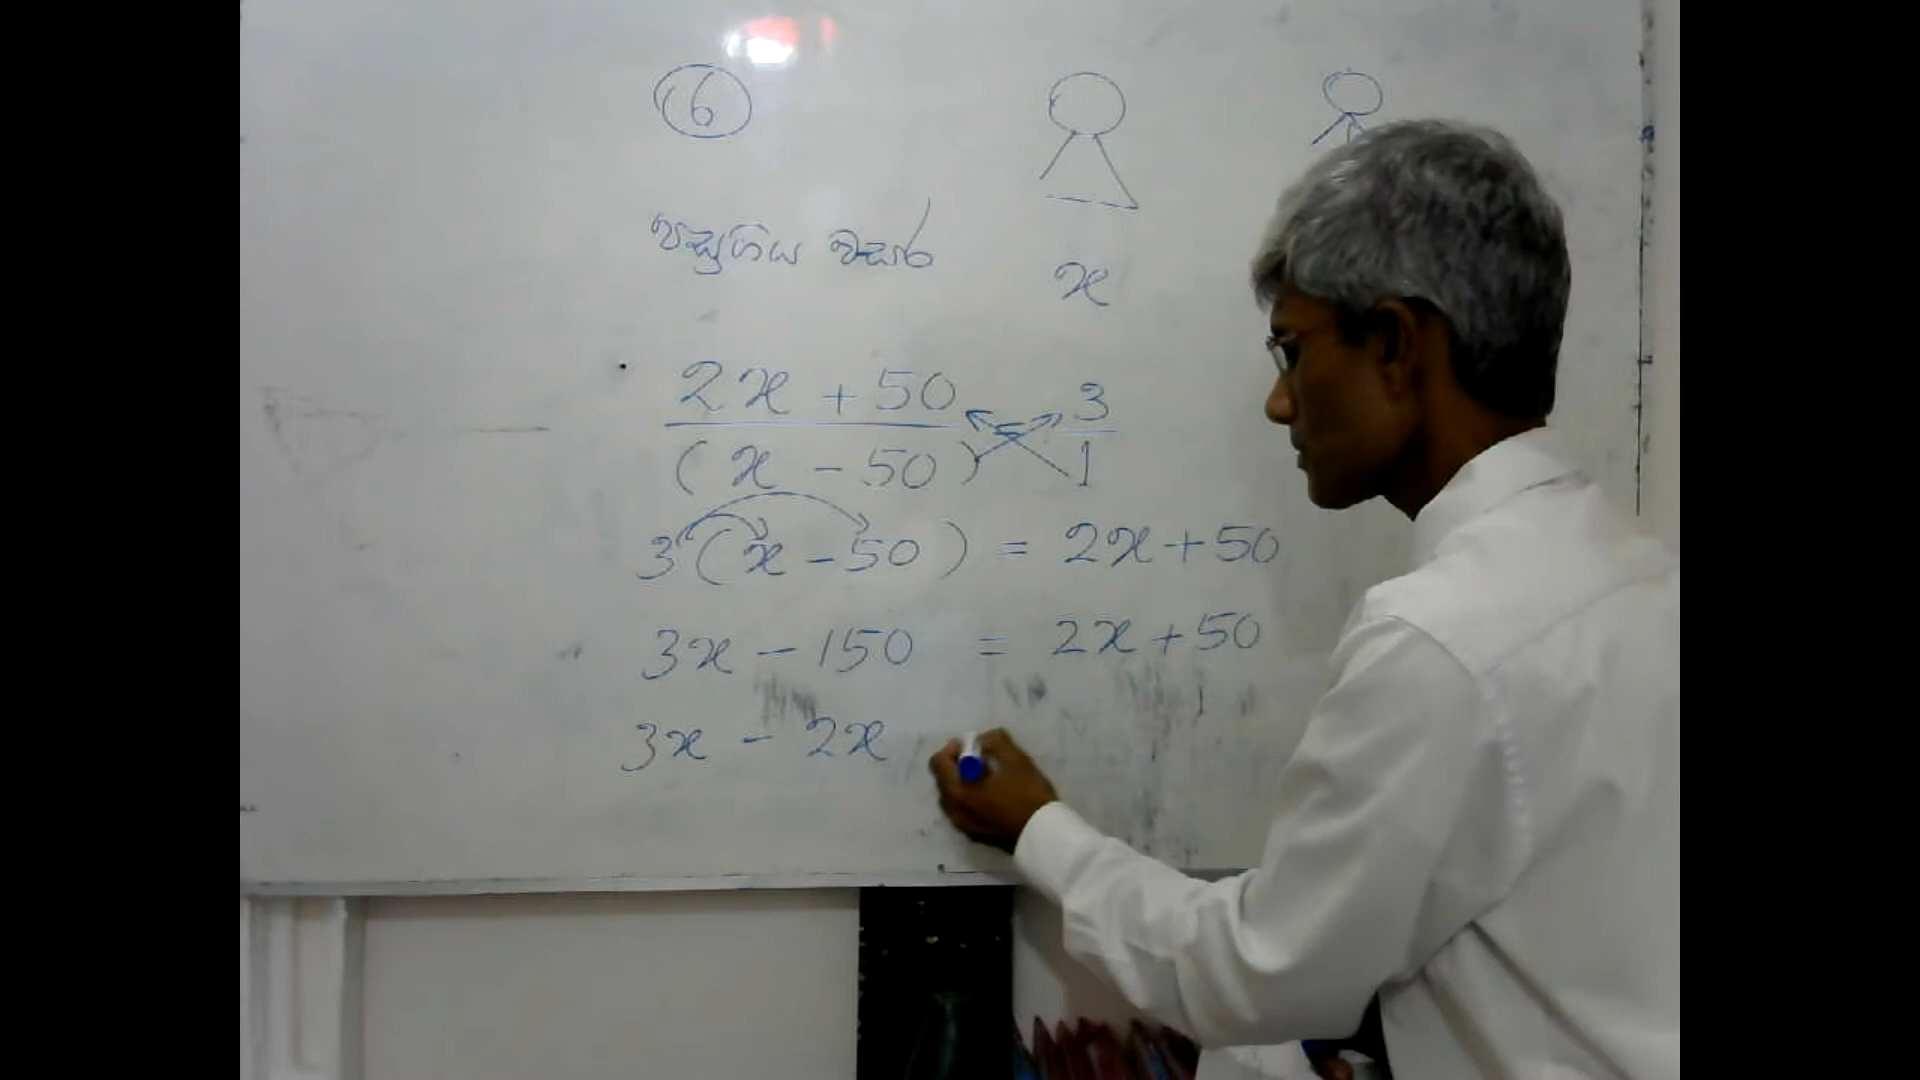 6
පසුගිය වසර x
2x + 50 / (x - 50) = 3 / 1
3(x - 50) = 2x + 50
3x - 150 = 2x + 50
3x - 2x